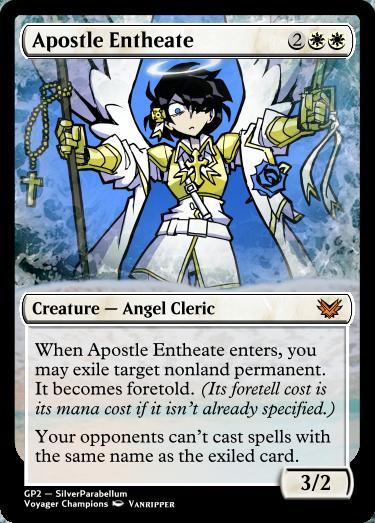 Apostle Entheate 2
Creature — Angel Cleric
When Apostle Entheate enters, you
may exile target nonland permanent.
It becomes foretold. (Its foretell cost is
its mana cost if it isn't already specified.)
Your opponents can't cast spells with
the same name as the exiled card.
3/2
GP2 — SilverParabellum
Voyager Champions Vanripper